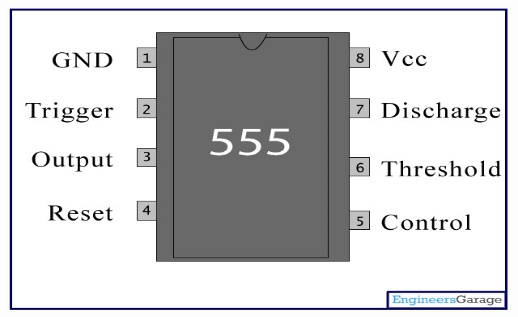 GND 1 8 Vcc
Trigger 2 7 Discharge
555
Output 3 6 Threshold
Reset 4 5 Control
EngineersGarage